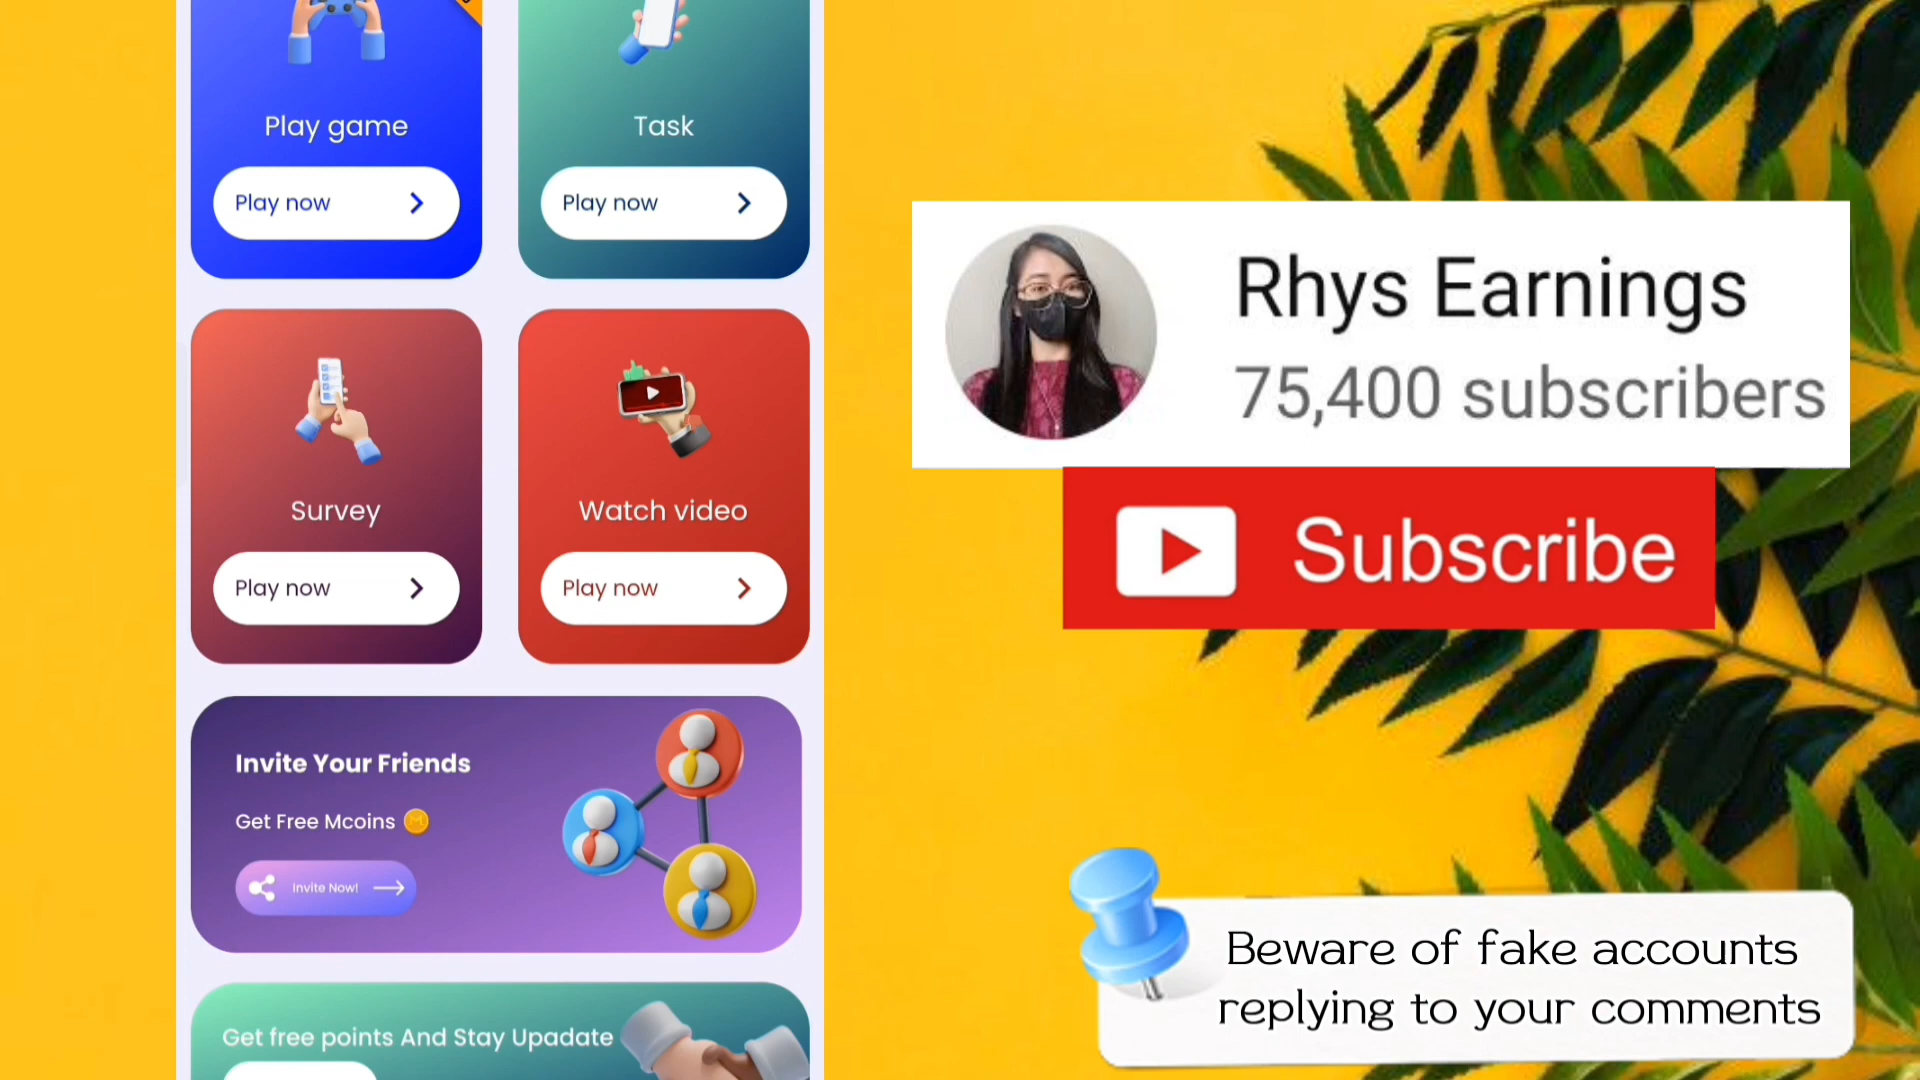 Play game
Play now
Task
Play now
Survey
Play now
Watch video
Play now
Invite Your Friends
Get Free Mcoins
Invite Now!
Get free points And Stay Upadate
Rhys Earnings
75,400 subscribers
Subscribe
Beware of fake accounts
replying to your comments